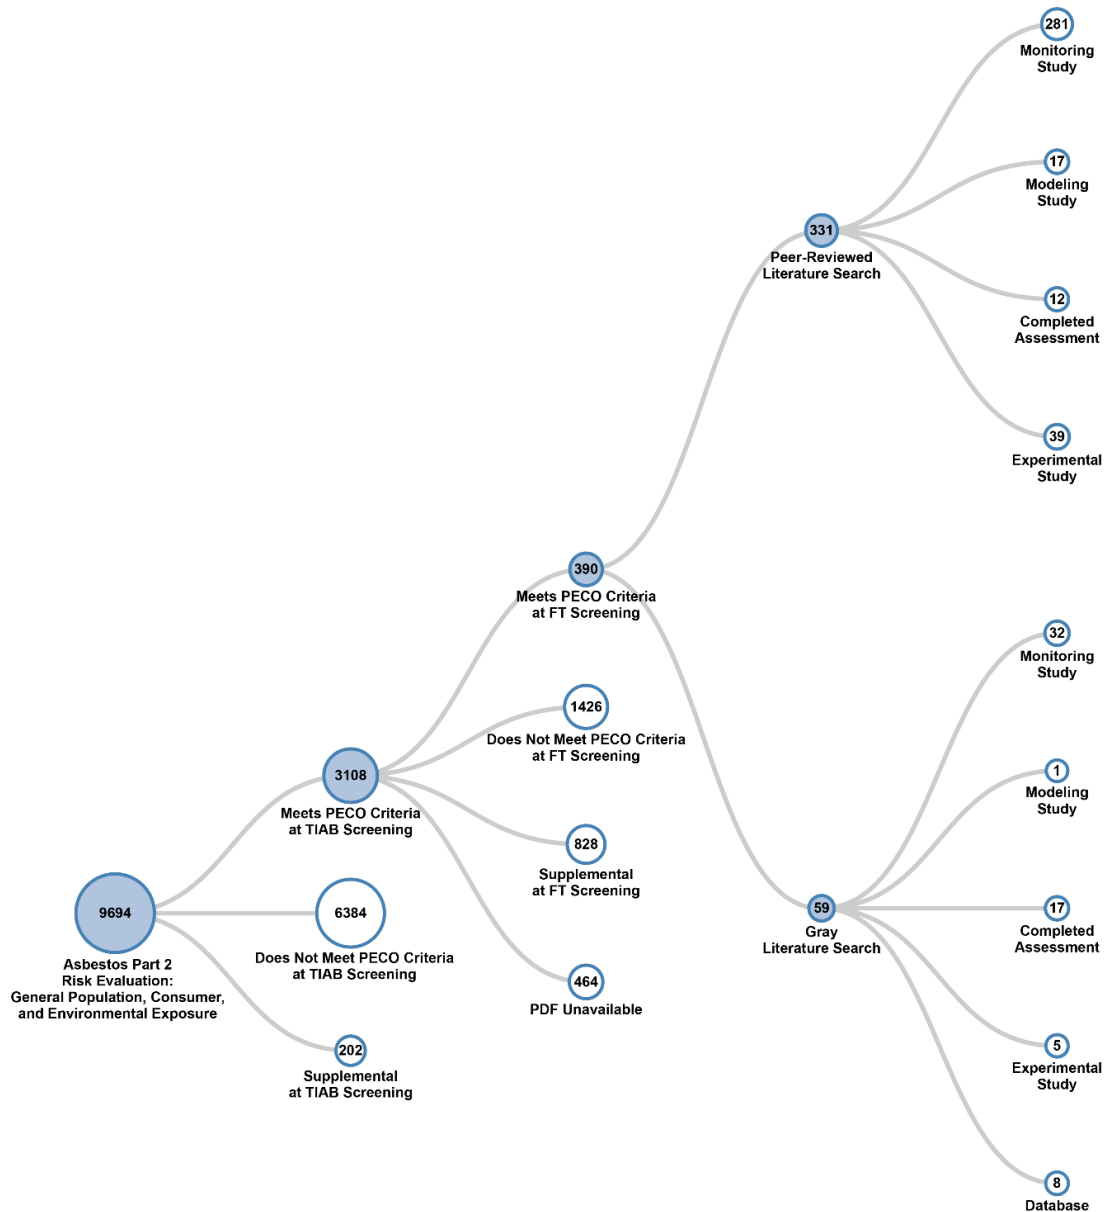 281
Monitoring
Study
17
Modeling
Study
331
Peer-Reviewed
Literature Search
12
Completed
Assessment
39
Experimental
Study
390
Meets PECO Criteria
at FT Screening
32
Monitoring
Study
1426
Does Not Meet PECO Criteria
at FT Screening
3108
Meets PECO Criteria
at TIAB Screening
1
Modeling
Study
828
Supplemental
at FT Screening
9694
Asbestos Part 2
Risk Evaluation:
General Population, Consumer,
and Environmental Exposure
6384
Does Not Meet PECO Criteria
at TIAB Screening
59
Gray
Literature Search
17
Completed
Assessment
464
PDF Unavailable
202
Supplemental
at TIAB Screening
5
Experimental
Study
8
Database